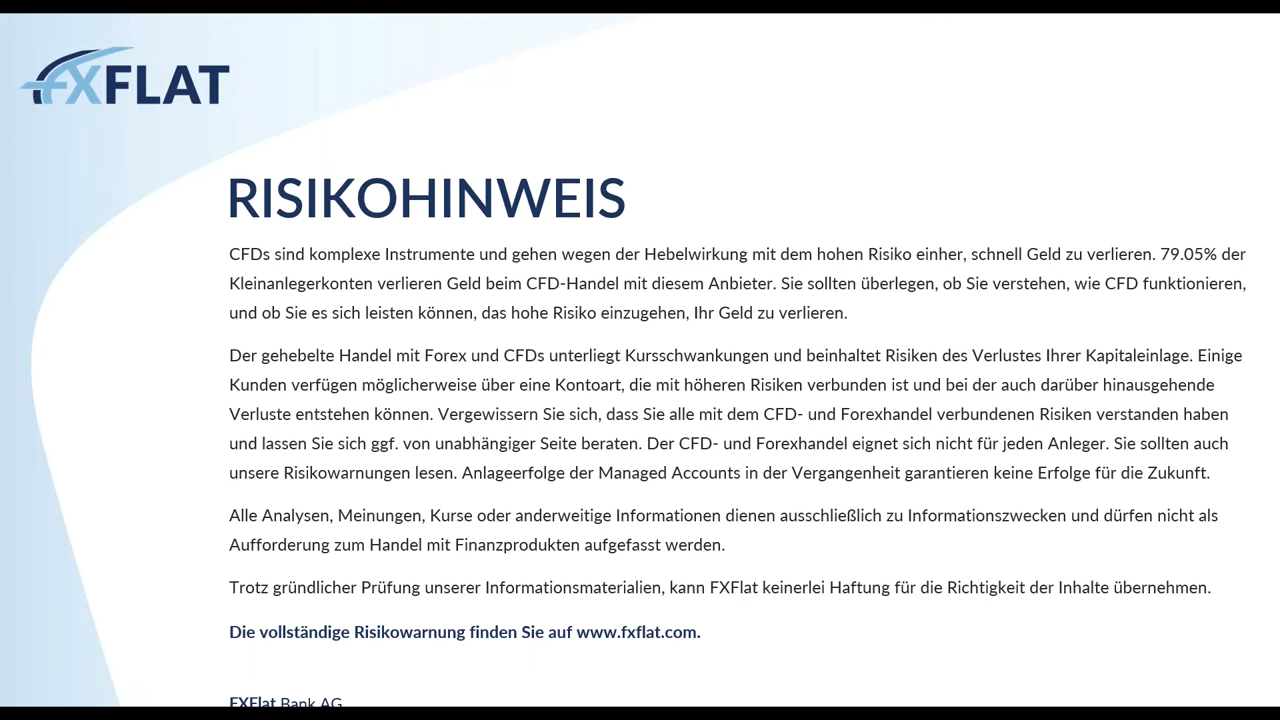 FXFLAT
RISIKOHINWEIS
CFDs sind komplexe Instrumente und gehen wegen der Hebelwirkung mit dem hohen Risiko einher, schnell Geld zu verlieren. 79.05% der
Kleinanlegerkonten verlieren Geld beim CFD-Handel mit diesem Anbieter. Sie sollten überlegen, ob Sie verstehen, wie CFD funktionieren,
und ob Sie es sich leisten können, das hohe Risiko einzugehen, Ihr Geld zu verlieren.
Der gehebelte Handel mit Forex und CFDs unterliegt Kursschwankungen und beinhaltet Risiken des Verlustes Ihrer Kapitaleinlage. Einige
Kunden verfügen möglicherweise über eine Kontoart, die mit höheren Risiken verbunden ist und bei der auch darüber hinausgehende
Verluste entstehen können. Vergewissern Sie sich, dass Sie alle mit dem CFD- und Forexhandel verbundenen Risiken verstanden haben
und lassen Sie sich ggf. von unabhängiger Seite beraten. Der CFD- und Forexhandel eignet sich nicht für jeden Anleger. Sie sollten auch
unsere Risikowarnungen lesen. Anlageerfolge der Managed Accounts in der Vergangenheit garantieren keine Erfolge für die Zukunft.
Alle Analysen, Meinungen, Kurse oder anderweitige Informationen dienen ausschließlich zu Informationszwecken und dürfen nicht als
Aufforderung zum Handel mit Finanzprodukten aufgefasst werden.
Trotz gründlicher Prüfung unserer Informationsmaterialien, kann FXFlat keinerlei Haftung für die Richtigkeit der Inhalte übernehmen.
Die vollständige Risikowarnung finden Sie auf www.fxflat.com.
FXFlat Bank AG